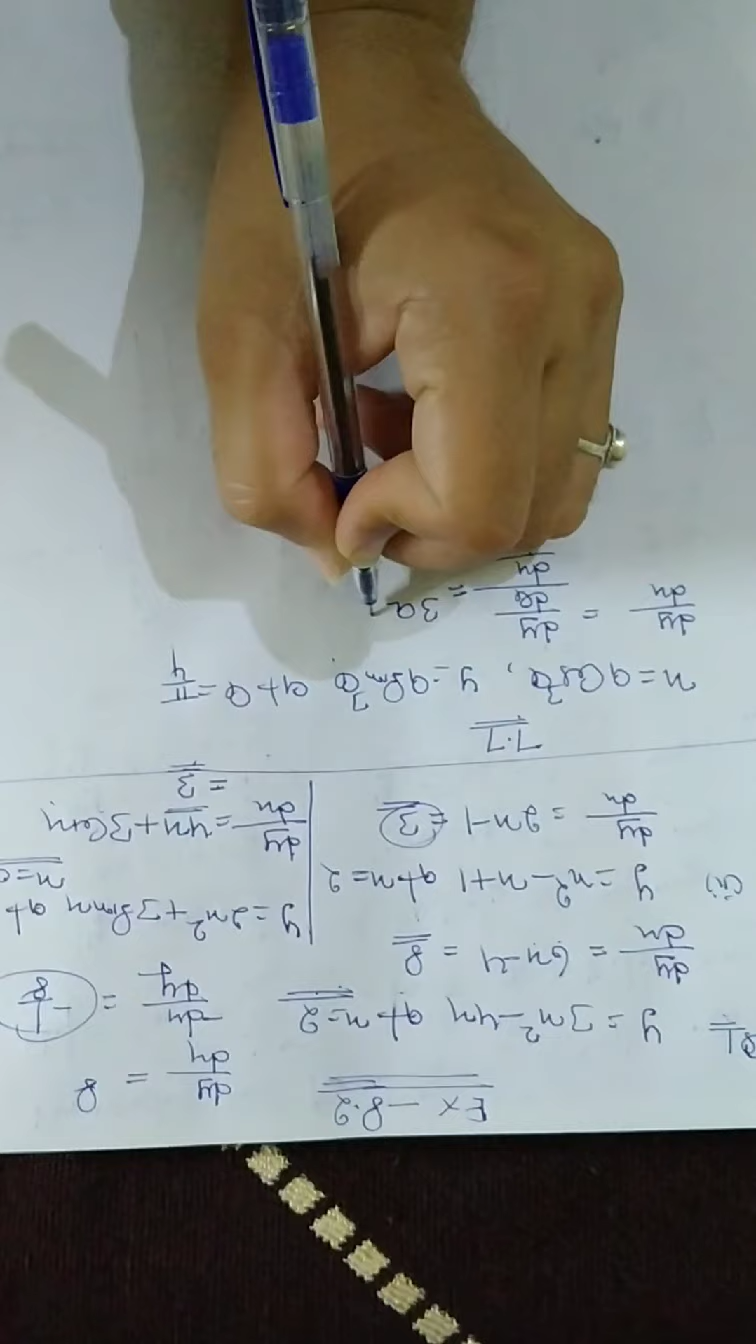 Ex - 8.2
Q1 y = 3x² - 4x at x = 2
dy/dx = 6x - 4 = 8
(ii) y = x² - x + 1 at x = 2
dy/dx = 2x - 1 = 3
dy/dx = 8
dx/dy = -1/8
y = 2x² + 3 sin x at
x = 0
dy/dx = 4x + 3 cos x
= 3
7.7
x = a cos³θ, y = a sin³θ at θ = π/4
dy/dx = dy/dθ / dx = 3a